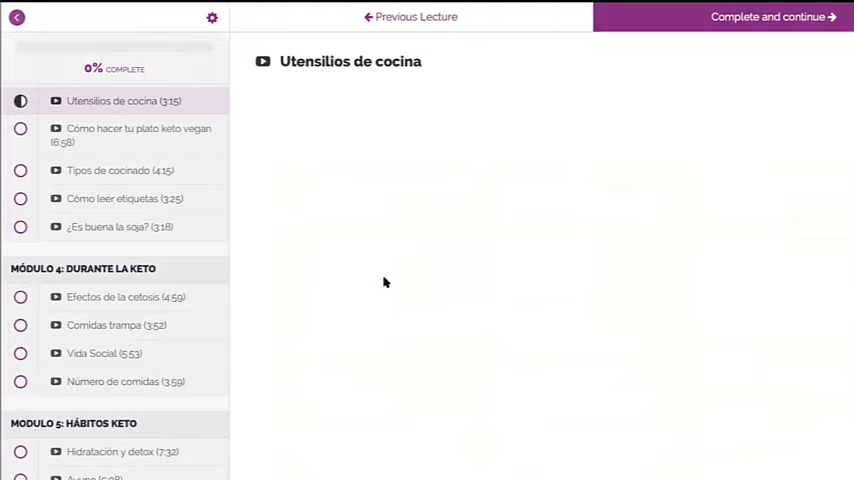 Previous Lecture
Complete and continue
0% COMPLETE
Utensilios de cocina
Utensilios de cocina (3:15)
Cómo hacer tu plato keto vegan
(6:58)
Tipos de cocinado (4:15)
Cómo leer etiquetas (3:25)
¿Es buena la soja? (3:18)
MÓDULO 4: DURANTE LA KETO
Efectos de la cetosis (4:59)
Comidas trampa (3:52)
Vida Social (5:53)
Número de comidas (3:59)
MODULO 5: HÁBITOS KETO
Hidratación y detox (7:32)